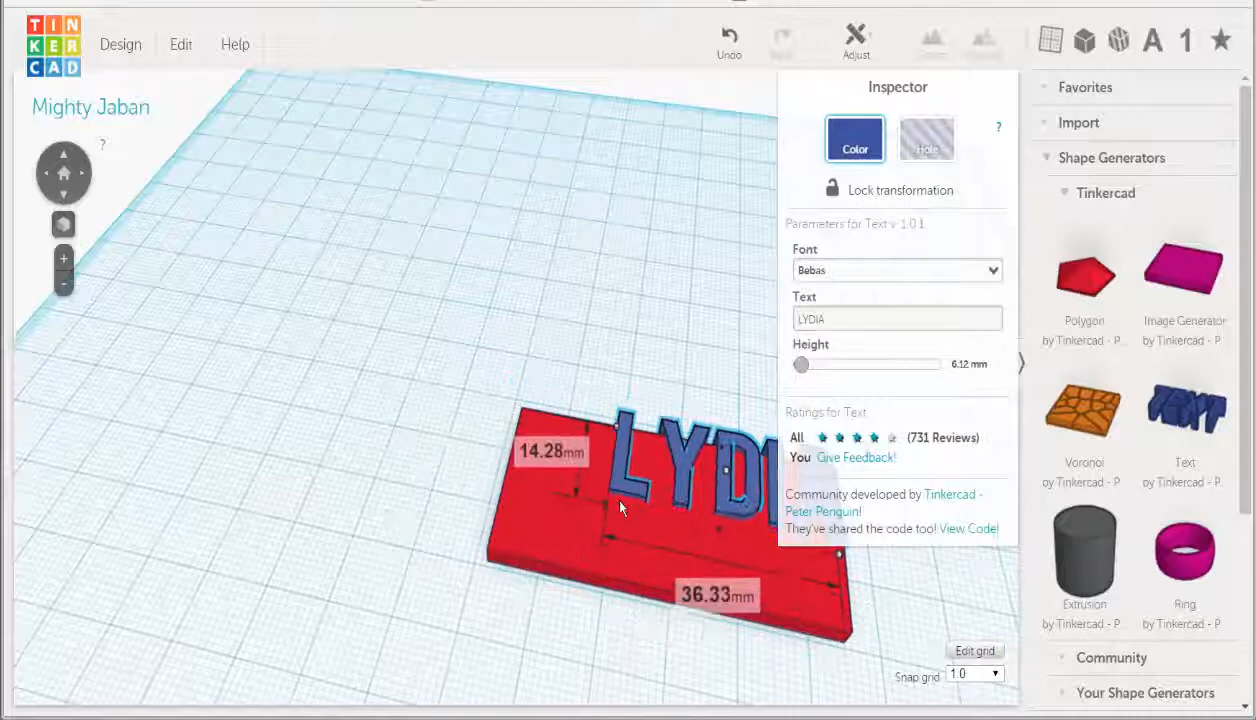 TIN
KER
CAD
Design
Edit
Help
Undo
Adjust
Mighty Jaban
?
+
-
Inspector
Color
Hole
?
Lock transformation
Parameters for Text v. 1.0.1
Font
Bebas
Text
LYDIA
Height
6.12 mm
Ratings for Text
All (731 Reviews)
You Give Feedback!
Community developed by Tinkercad -
Peter Penguin!
They've shared the code too! View Code!
14.28mm
LYDI
36.33mm
Edit grid
Snap grid 1.0
A 1
Favorites
Import
Shape Generators
Tinkercad
Polygon
by Tinkercad - P
Image Generator
by Tinkercad - P
Voronoi
by Tinkercad - P
TEXT
Text
by Tinkercad - P
Extrusion
by Tinkercad - P
Ring
by Tinkercad - P
Community
Your Shape Generators